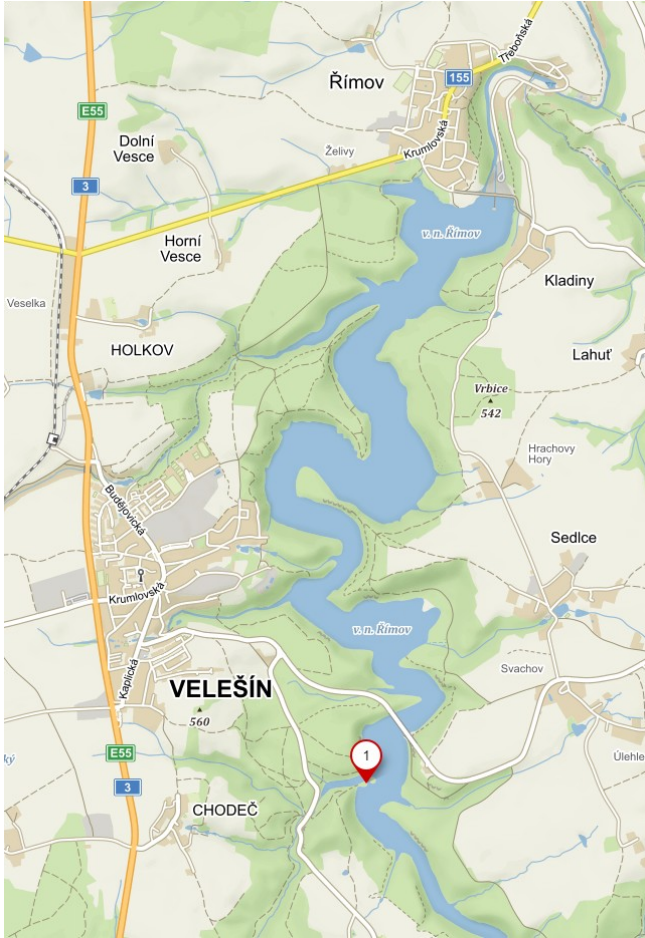 Třeboňská
Římov
155
E55
Dolní
Vesce
Želivy
Krumlovská
3
v. n. Římov
Horní
Vesce
Kladiny
Veselka
HOLKOV
Lahuť
Vrbice
542
Hrachovy
Hory
Budějovická
Sedlce
Krumlovská
v. n. Římov
Kaplická
Svachov
VELEŠÍN
560
E55
1
Úlehle
ký
3
CHODEČ